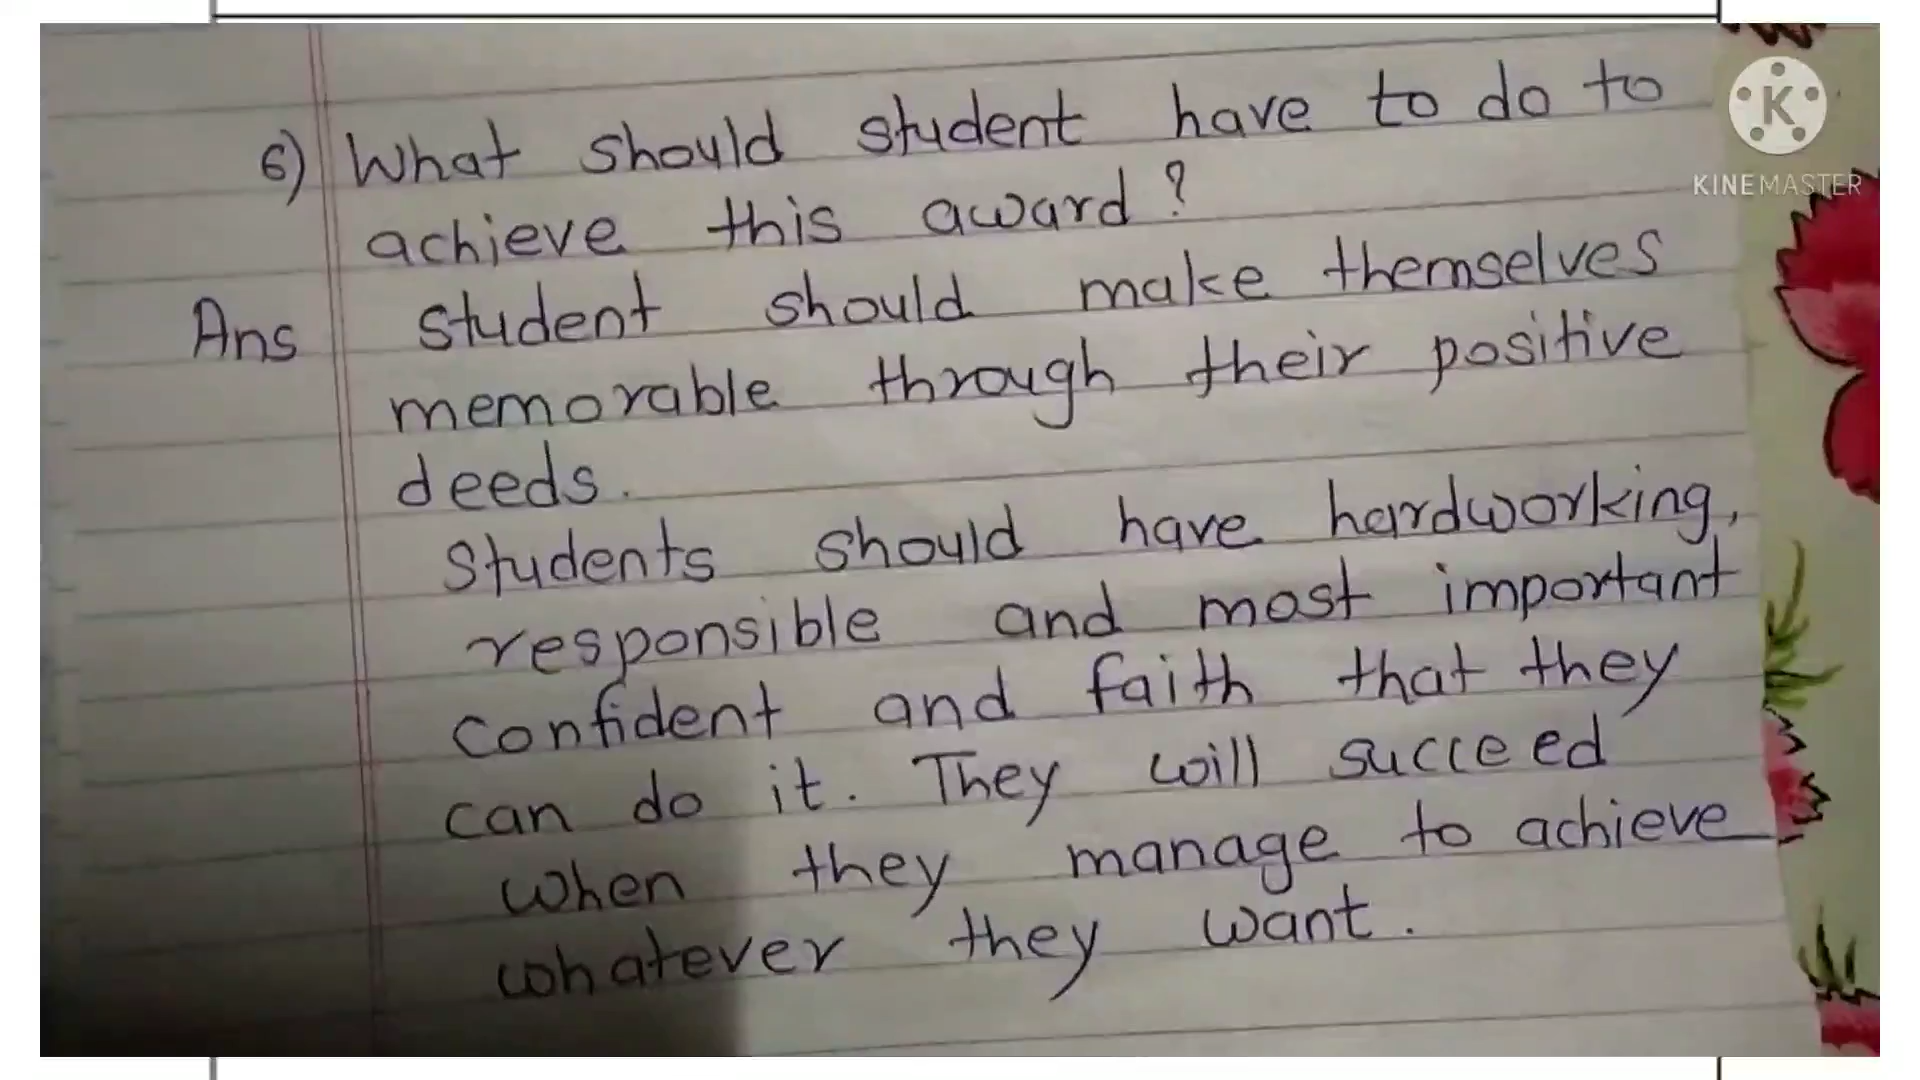 6) What should student have to do to
achieve this award?
Ans student should make themselves
memorable through their positive
deeds.
Students should have hardworking,
responsible and most important
confident and faith that they
can do it. They will succeed
when they manage to achieve
whatever they want.
K
KINEMASTER